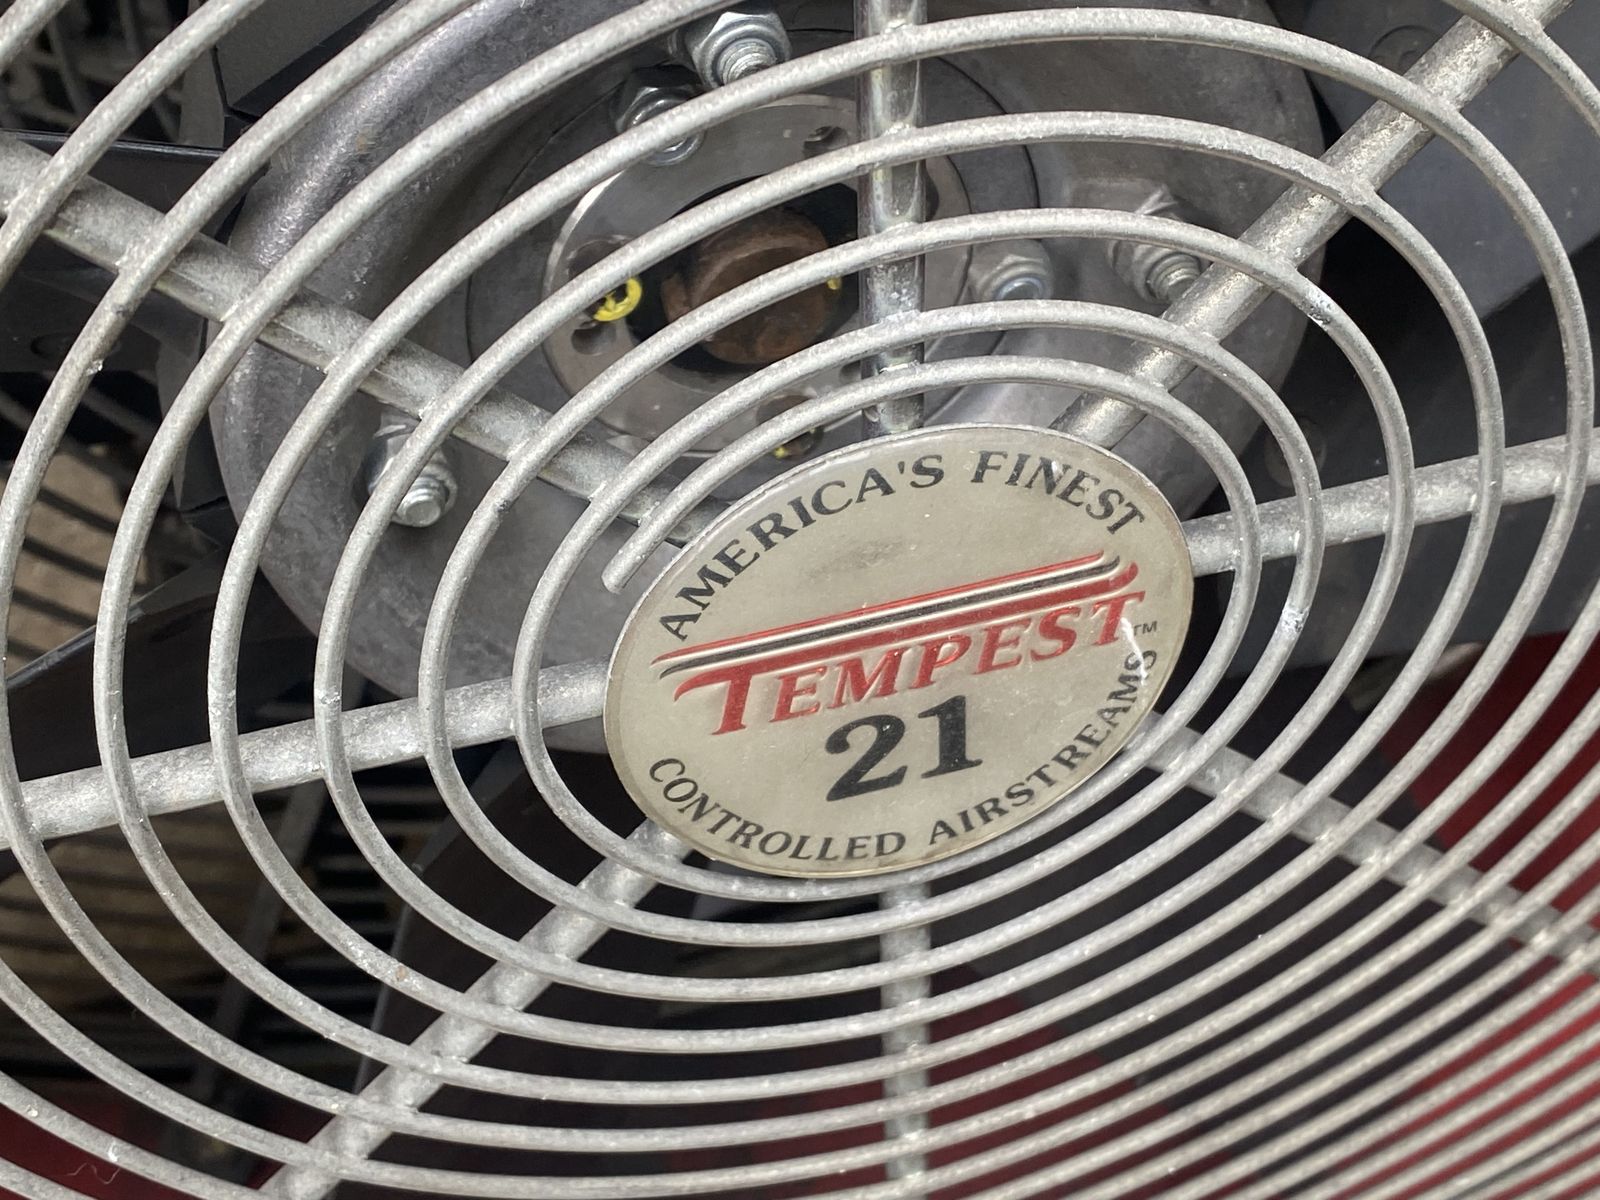 AMERICA'S FINEST
TEMPEST™
21
CONTROLLED AIRSTREAMS